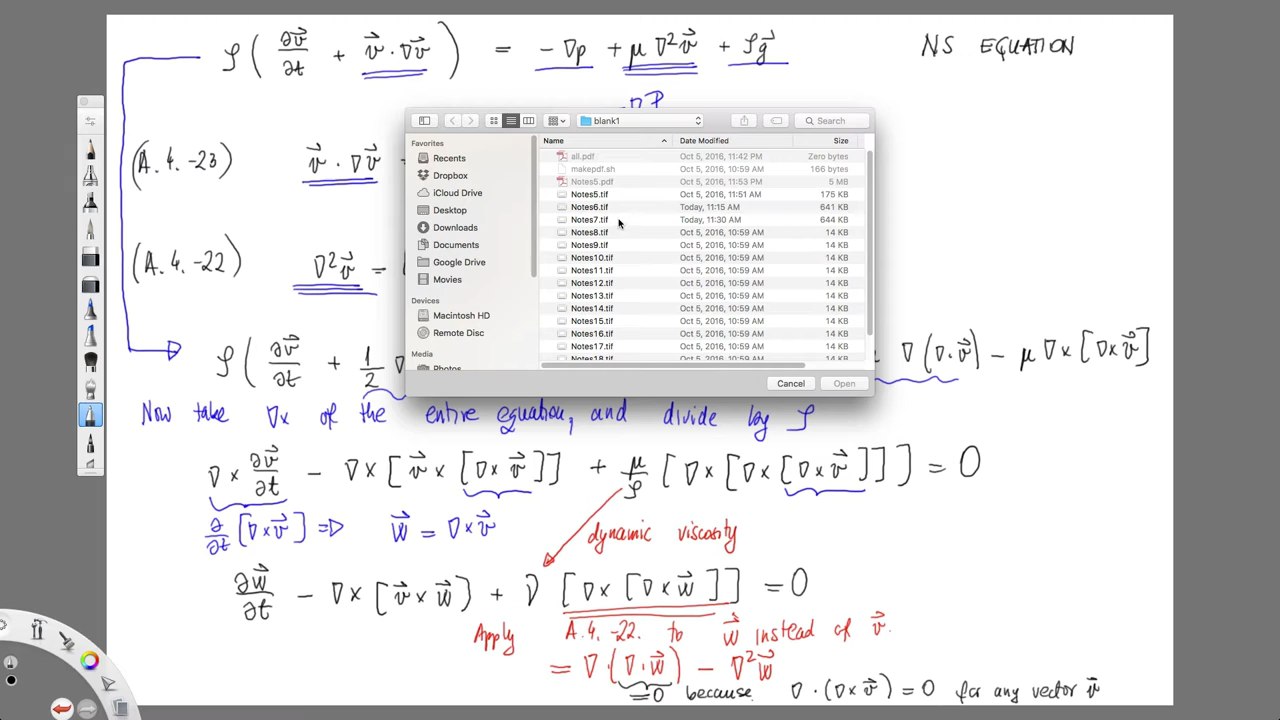 ρ ( ∂v⃗/∂t + v⃗·∇v⃗ ) = −∇p + μ∇²v⃗ + ρg⃗ NS EQUATION
−∇P
(A.4.-23) v⃗·∇v⃗
(A.4.-22) ∇²v⃗ =
ρ ( ∂v⃗/∂t + 1/2 ∇(∇·v⃗) − μ∇×[∇×v⃗]
Now take ∇× of the entire equation, and divide by ρ
∇×∂v⃗/∂t − ∇×[v⃗×[∇×v⃗]] + μ/ρ [∇×[∇×[∇×v⃗]]] = 0
∂/∂t [∇×v⃗] ⇒ w⃗ = ∇×v⃗
dynamic viscosity
∂w⃗/∂t − ∇×[v⃗×w⃗] + ν [∇×[∇×w⃗]] = 0
Apply A.4.-22. to w⃗ instead of v⃗.
= ∇·(∇·w⃗) − ∇²w⃗
=0 because ∇·(∇×v⃗) = 0 for any vector v⃗
blank1
Search
Favorites
Recents
Dropbox
iCloud Drive
Desktop
Downloads
Documents
Google Drive
Movies
Devices
Macintosh HD
Remote Disc
Media
Photos
Name Date Modified Size
all.pdf Oct 5, 2016, 11:42 PM Zero bytes
makepdf.sh Oct 5, 2016, 10:59 AM 166 bytes
Notes5.pdf Oct 5, 2016, 11:53 PM 5 MB
Notes5.tif Oct 5, 2016, 11:51 AM 175 KB
Notes6.tif Today, 11:15 AM 641 KB
Notes7.tif Today, 11:30 AM 644 KB
Notes8.tif Oct 5, 2016, 10:59 AM 14 KB
Notes9.tif Oct 5, 2016, 10:59 AM 14 KB
Notes10.tif Oct 5, 2016, 10:59 AM 14 KB
Notes11.tif Oct 5, 2016, 10:59 AM 14 KB
Notes12.tif Oct 5, 2016, 10:59 AM 14 KB
Notes13.tif Oct 5, 2016, 10:59 AM 14 KB
Notes14.tif Oct 5, 2016, 10:59 AM 14 KB
Notes15.tif Oct 5, 2016, 10:59 AM 14 KB
Notes16.tif Oct 5, 2016, 10:59 AM 14 KB
Notes17.tif Oct 5, 2016, 10:59 AM 14 KB
Notes18.tif Oct 5, 2016, 10:59 AM 14 KB
Cancel Open